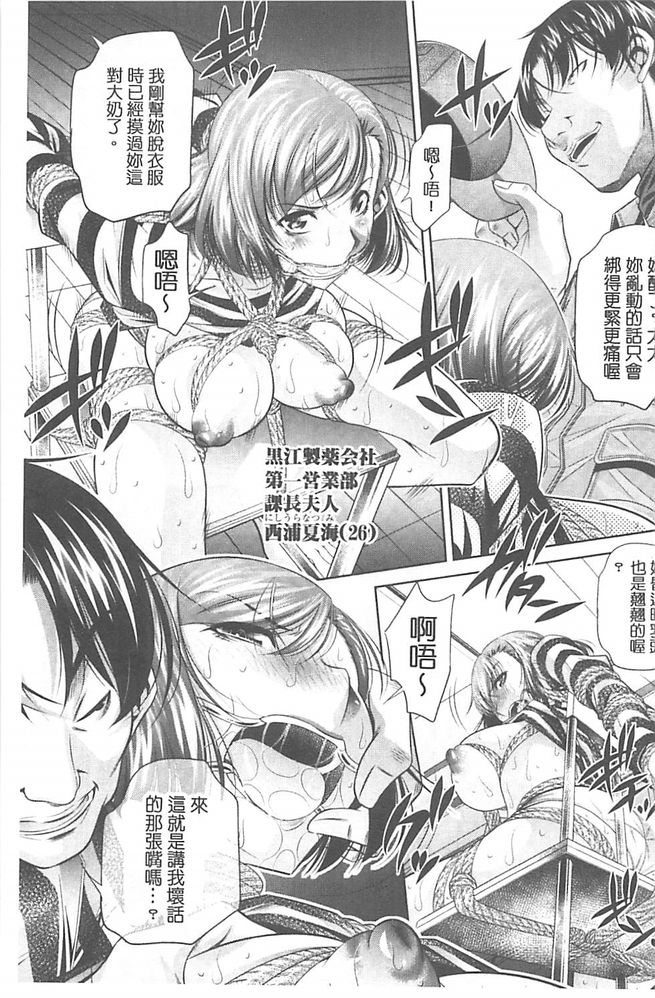 妳亂動的話只會
綁得更緊更痛喔
嗯～唔！
我剛幫妳脫衣服
時已經摸過妳這
對大奶了。
嗯唔～
黒江製薬会社
第一営業部
課長夫人
にしうらなつみ
西浦夏海(26)
也是翹翹的喔
？
啊唔～
來
這就是講我壞話
的那張嘴嗎…？